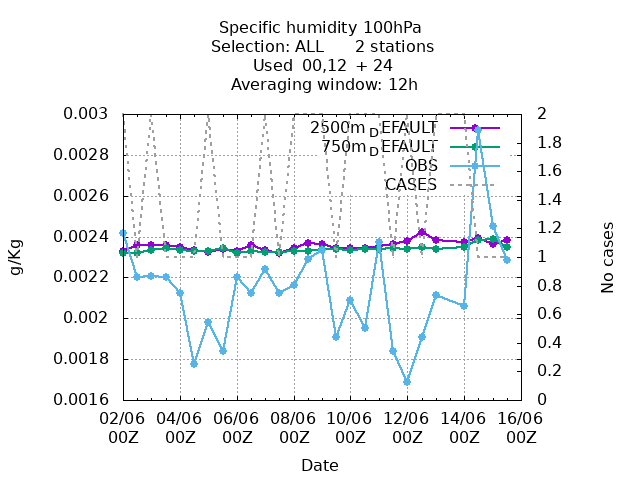 Specific humidity 100hPa
Selection: ALL 2 stations
Used 00,12 + 24
Averaging window: 12h
0.003
0.0028
0.0026
0.0024
0.0022
0.002
0.0018
0.0016
g/Kg
2500m_DEFAULT
750m_DEFAULT
OBS
CASES
2
1.8
1.6
1.4
1.2
1
0.8
0.6
0.4
0.2
0
No cases
02/06 04/06 06/06 08/06 10/06 12/06 14/06 16/06
00Z 00Z 00Z 00Z 00Z 00Z 00Z 00Z
Date